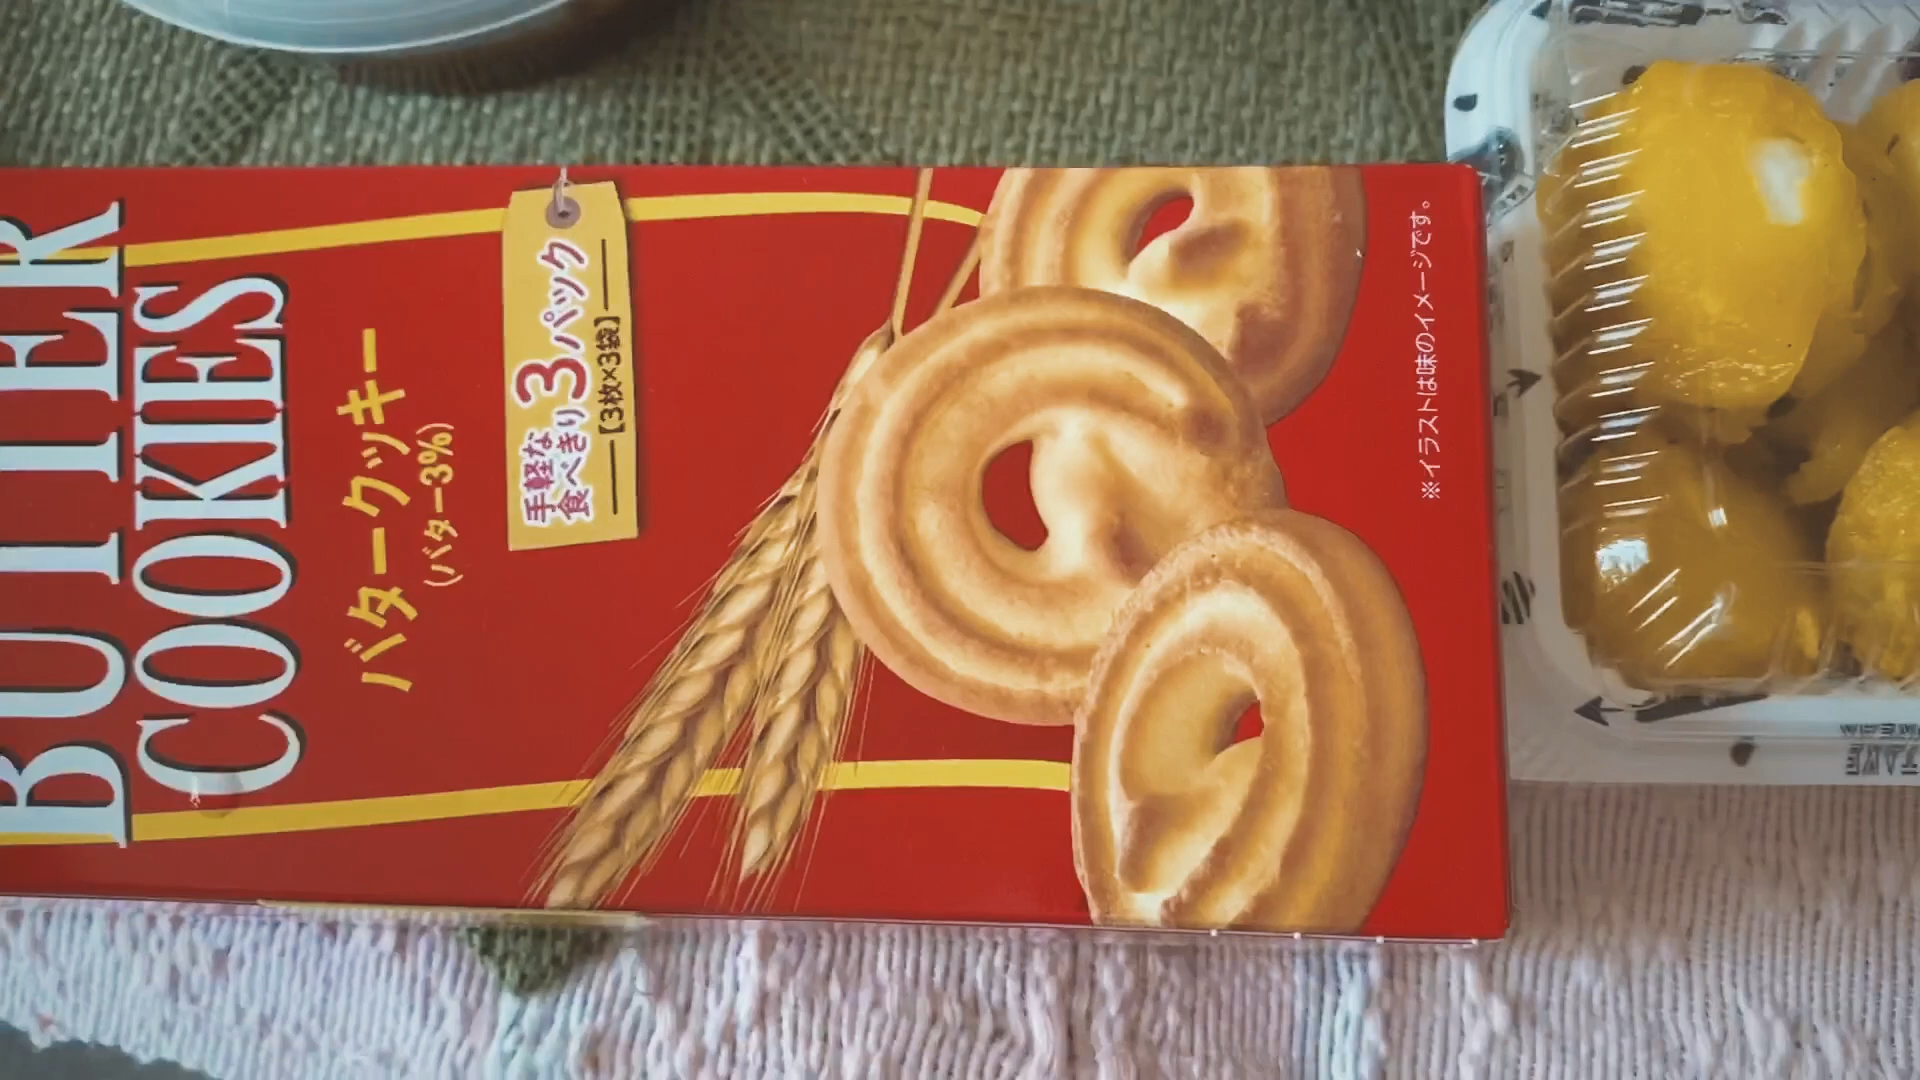 BUTTER
COOKIES
バタークッキー
(バター3%)
手軽な
食べきり3パック
【3枚×3袋】
※イラストは味のイメージです。
TAKE